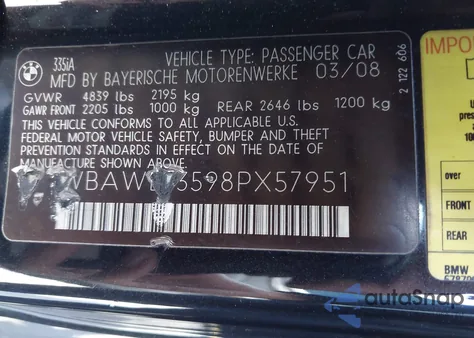 335iA
VEHICLE TYPE: PASSENGER CAR
MFD BY BAYERISCHE MOTORENWERKE 03/08
GVWR 4839 lbs 2195 kg
GAWR FRONT 2205 lbs 1000 kg REAR 2646 lbs 1200 kg
THIS VEHICLE CONFORMS TO ALL APPLICABLE U.S.
FEDERAL MOTOR VEHICLE SAFETY, BUMPER AND THEFT
PREVENTION STANDARDS IN EFFECT ON THE DATE OF
MANUFACTURE SHOWN ABOVE.
3598PX57951
2 122 606
over
FRONT
REAR
BMW
autoSnap